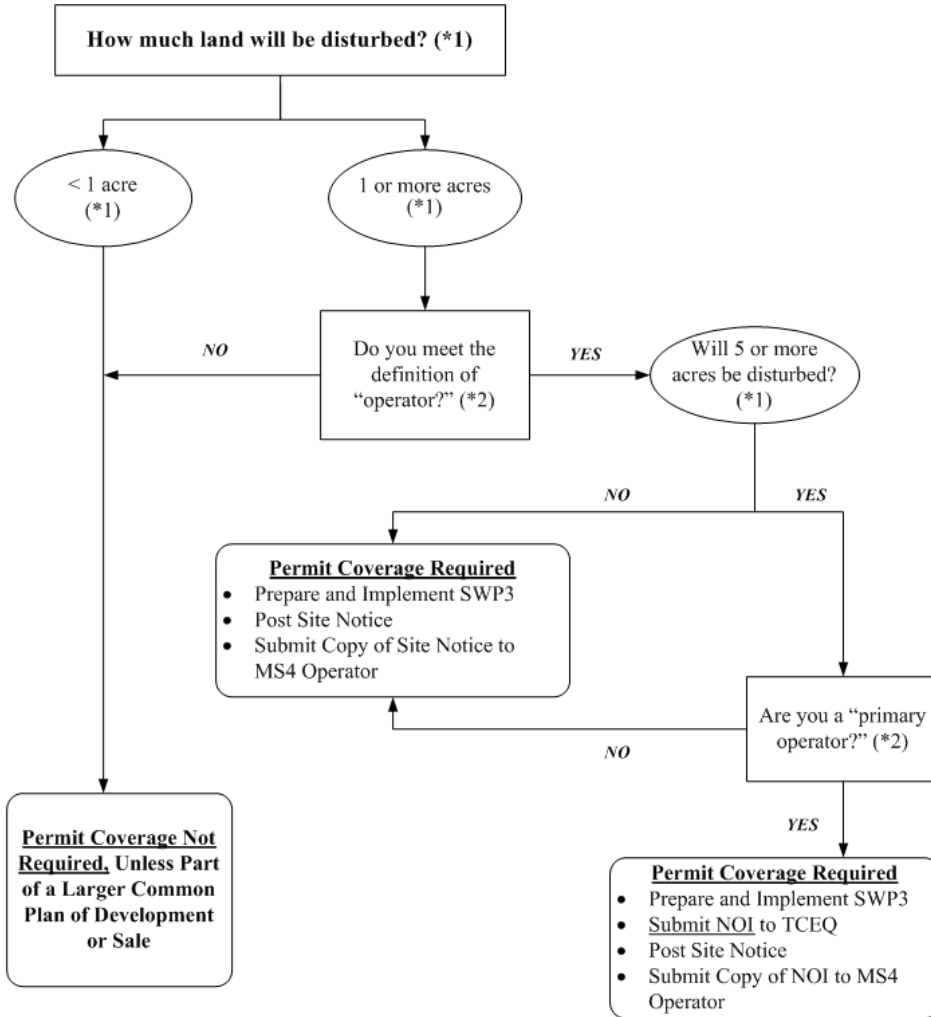 How much land will be disturbed? (*1)
< 1 acre
(*1)
1 or more acres
(*1)
NO
Do you meet the
definition of
“operator?” (*2)
YES
Will 5 or more
acres be disturbed?
(*1)
NO
YES
Permit Coverage Required
• Prepare and Implement SWP3
• Post Site Notice
• Submit Copy of Site Notice to
MS4 Operator
Are you a “primary
operator?” (*2)
NO
YES
Permit Coverage Not
Required, Unless Part
of a Larger Common
Plan of Development
or Sale
Permit Coverage Required
• Prepare and Implement SWP3
• Submit NOI to TCEQ
• Post Site Notice
• Submit Copy of NOI to MS4
Operator